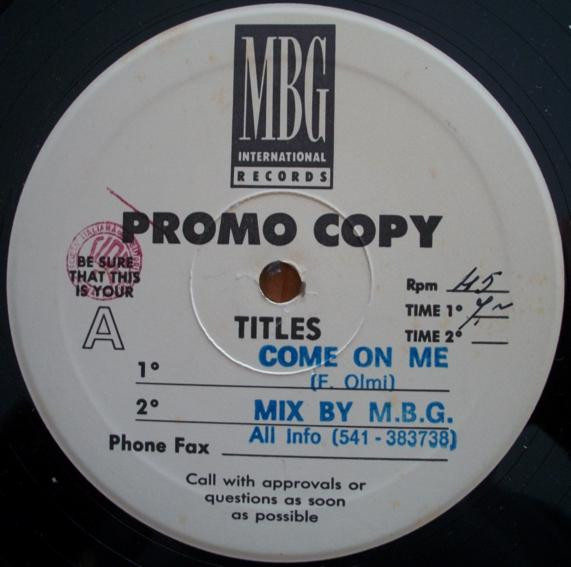 MBG
INTERNATIONAL
RECORDS
PROMO COPY
BE SURE
THAT THIS
IS YOUR
A
Rpm 45
TIME 1°
TIME 2°
TITLES
1° COME ON ME
(F. Olmi)
2° MIX BY M.B.G.
Phone Fax All Info (541-383738)
Call with approvals or
questions as soon
as possible